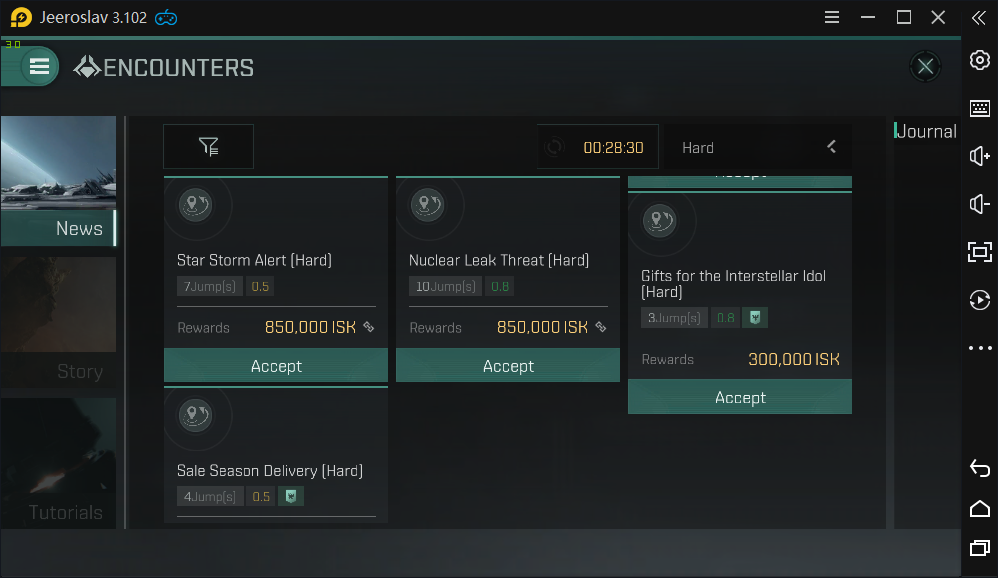 Jeeroslav 3.102
30
ENCOUNTERS
News
Story
Tutorials
00:28:30
Hard
Journal
Accept
Star Storm Alert [Hard]
7Jump[s] 0.5
Rewards 850,000 ISK
Accept
Nuclear Leak Threat [Hard]
10Jump[s] 0.8
Rewards 850,000 ISK
Accept
Gifts for the Interstellar Idol
[Hard]
3Jump[s] 0.8
Rewards 300,000 ISK
Accept
Sale Season Delivery [Hard]
4Jump[s] 0.5